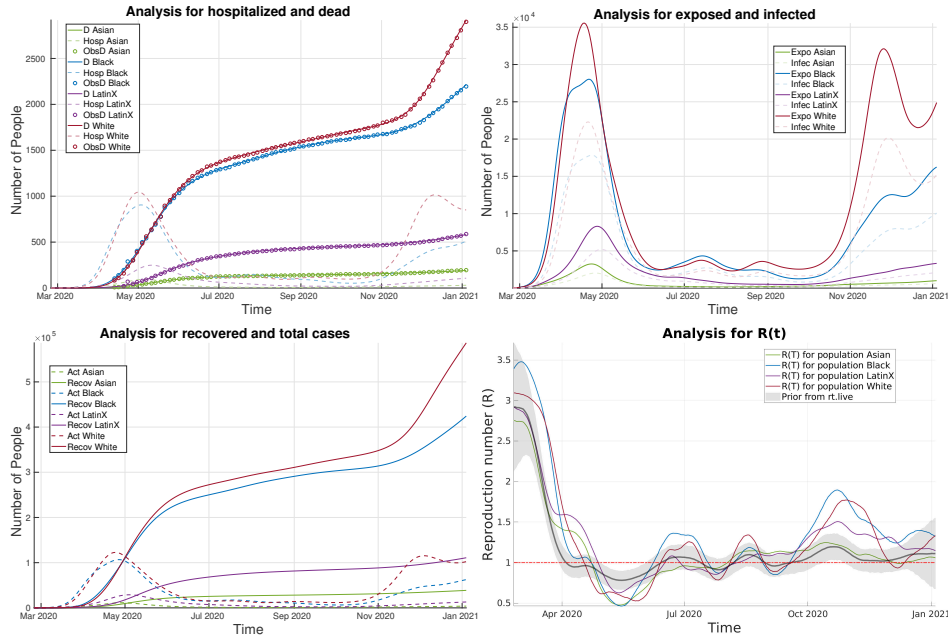 Analysis for hospitalized and dead
D Asian
Hosp Asian
ObsD Asian
D Black
Hosp Black
ObsD Black
D LatinX
Hosp LatinX
ObsD LatinX
D White
Hosp White
ObsD White
Number of People
2500
2000
1500
1000
500
0
Mar 2020 May 2020 Jul 2020 Sep 2020 Nov 2020 Jan 2021
Time
Analysis for exposed and infected
×10^4
Expo Asian
Infec Asian
Expo Black
Infec Black
Expo LatinX
Infec LatinX
Expo White
Infec White
Number of People
3.5
3
2.5
2
1.5
1
0.5
0
Mar 2020 May 2020 Jul 2020 Sep 2020 Nov 2020 Jan 2021
Time
Analysis for recovered and total cases
×10^5
Act Asian
Recov Asian
Act Black
Recov Black
Act LatinX
Recov LatinX
Act White
Recov White
Number of People
5
4
3
2
1
0
Mar 2020 May 2020 Jul 2020 Sep 2020 Nov 2020 Jan 2021
Time
Analysis for R(t)
R(T) for population Asian
R(T) for population Black
R(T) for population LatinX
R(T) for population White
Prior from rt.live
Reproduction number (R)
3.5
3
2.5
2
1.5
1
0.5
Apr 2020 Jul 2020 Oct 2020 Jan 2021
Time